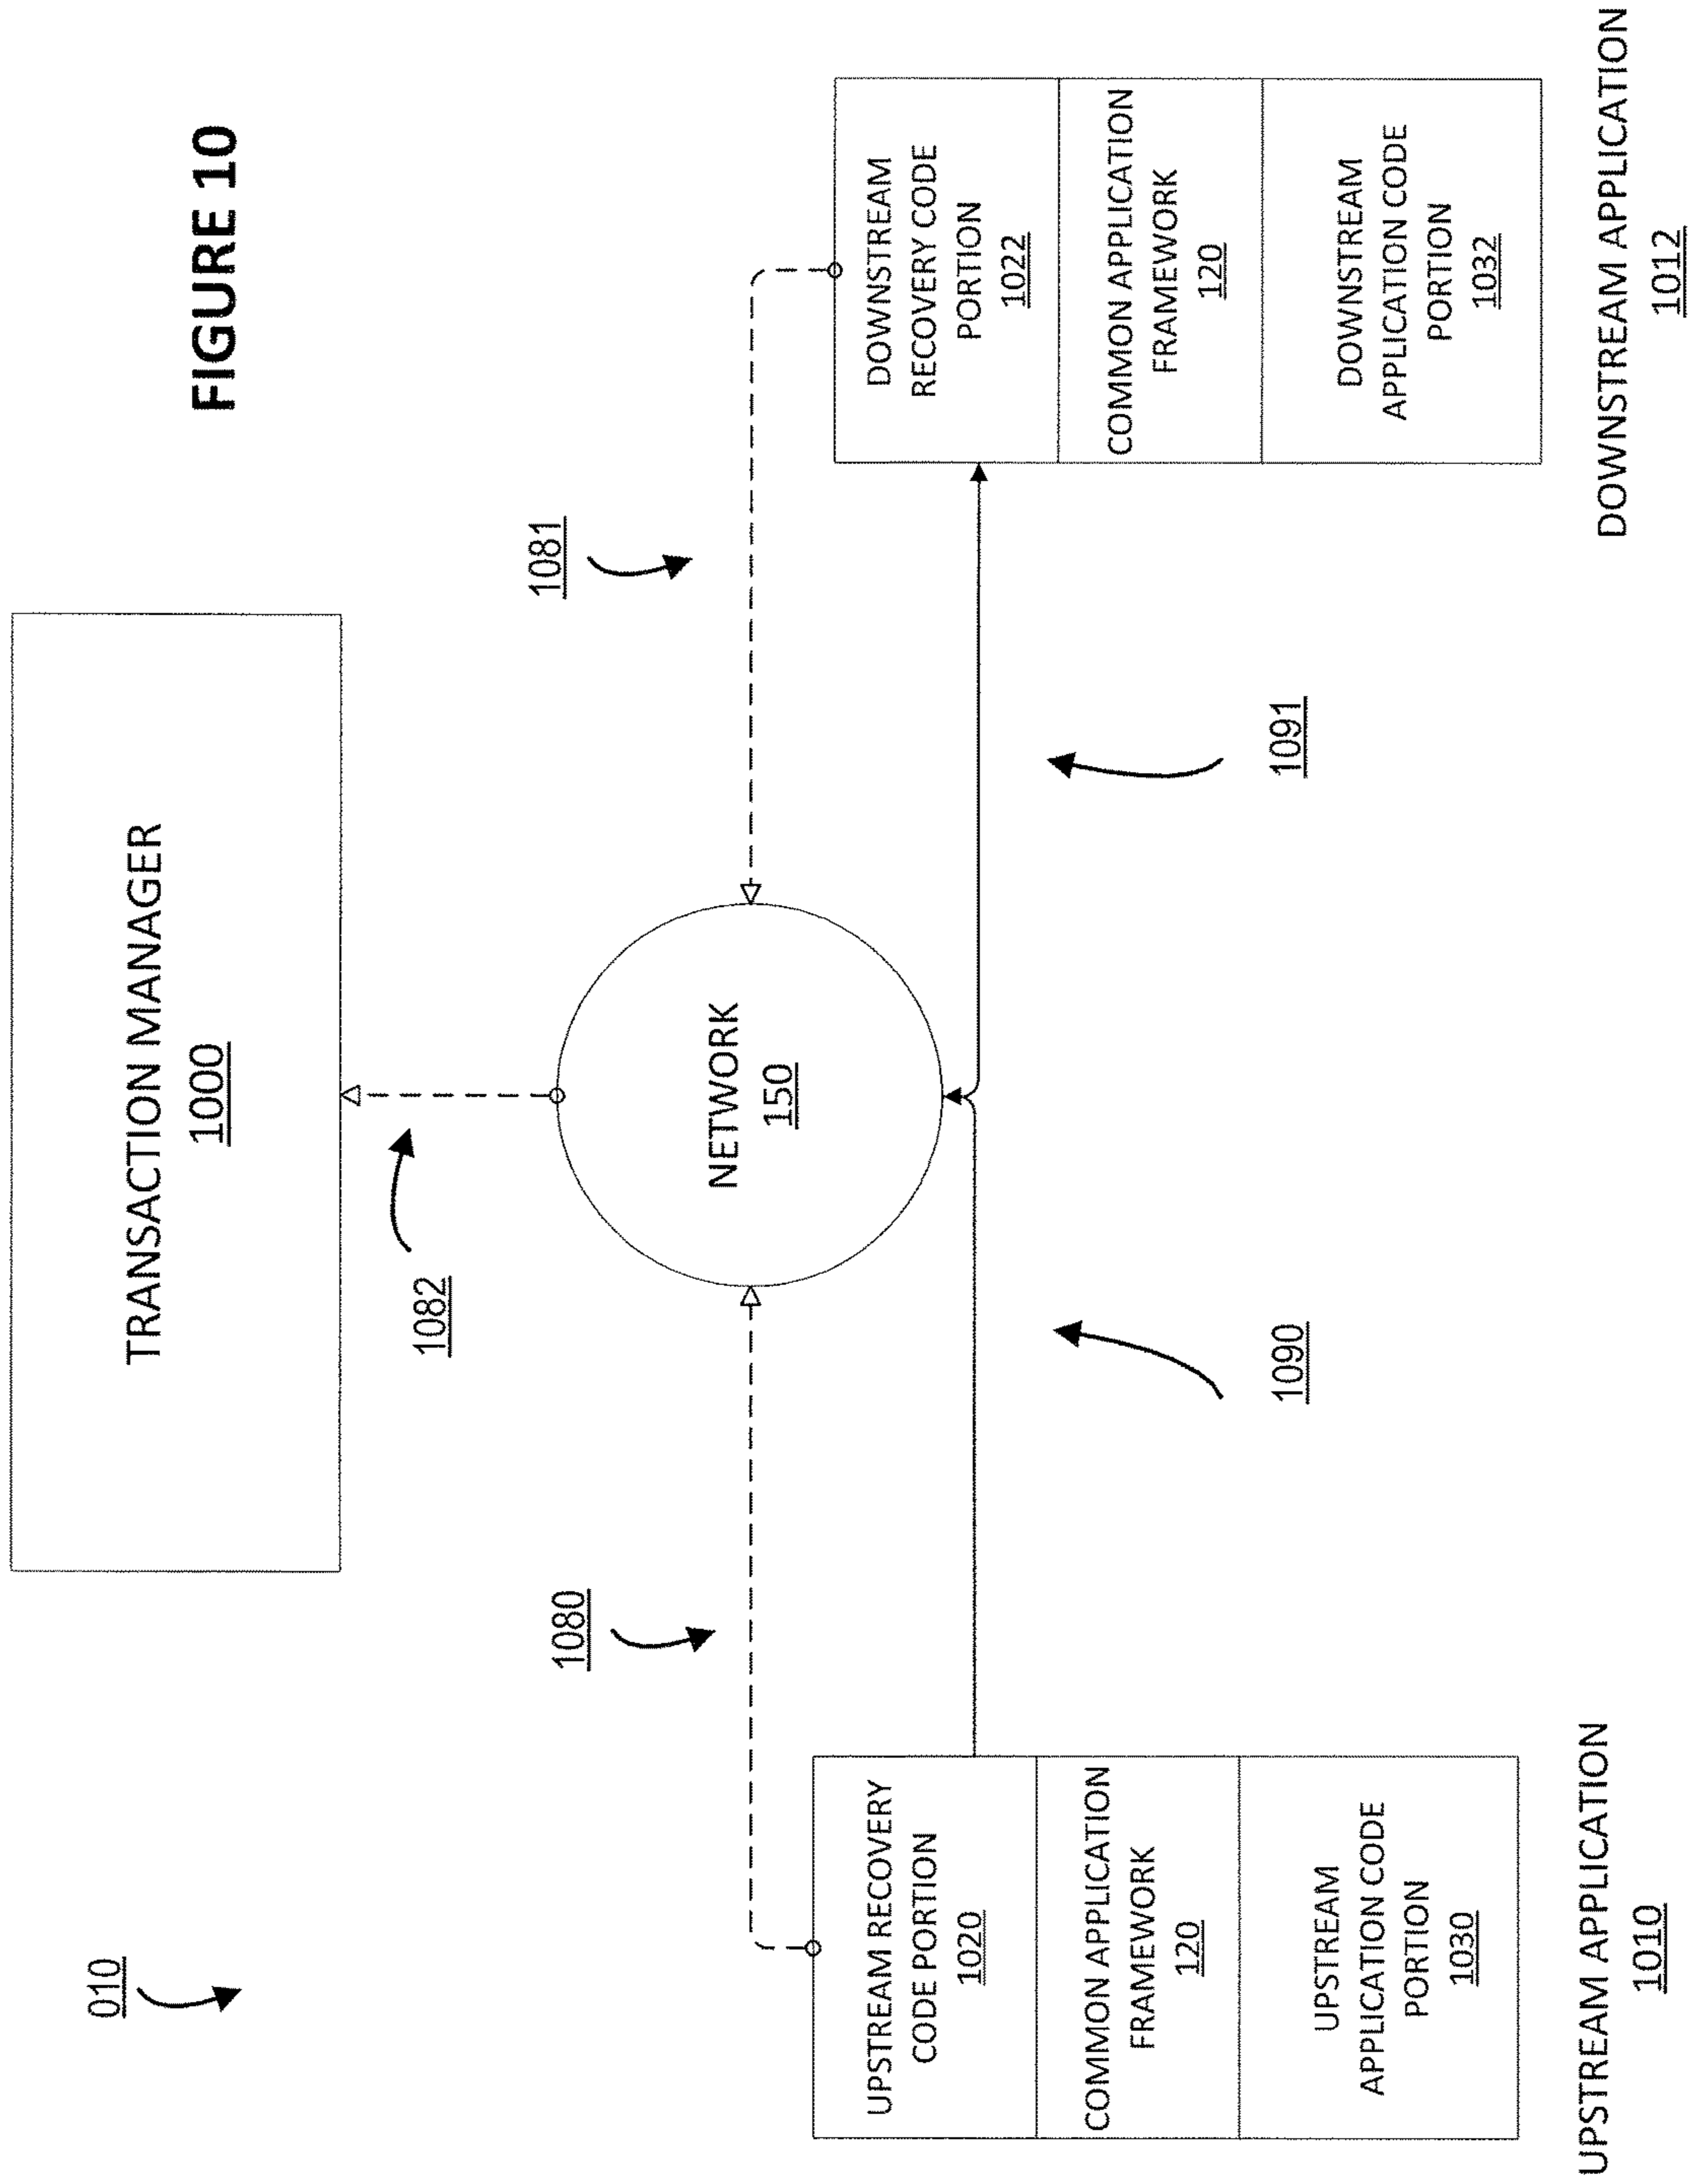 FIGURE 10
010
TRANSACTION MANAGER
1000
1082
1080
1081
NETWORK
150
UPSTREAM RECOVERY
CODE PORTION
1020
COMMON APPLICATION
FRAMEWORK
120
UPSTREAM
APPLICATION CODE
PORTION
1030
UPSTREAM APPLICATION
1010
1090
1091
DOWNSTREAM
RECOVERY CODE
PORTION
1022
COMMON APPLICATION
FRAMEWORK
120
DOWNSTREAM
APPLICATION CODE
PORTION
1032
DOWNSTREAM APPLICATION
1012